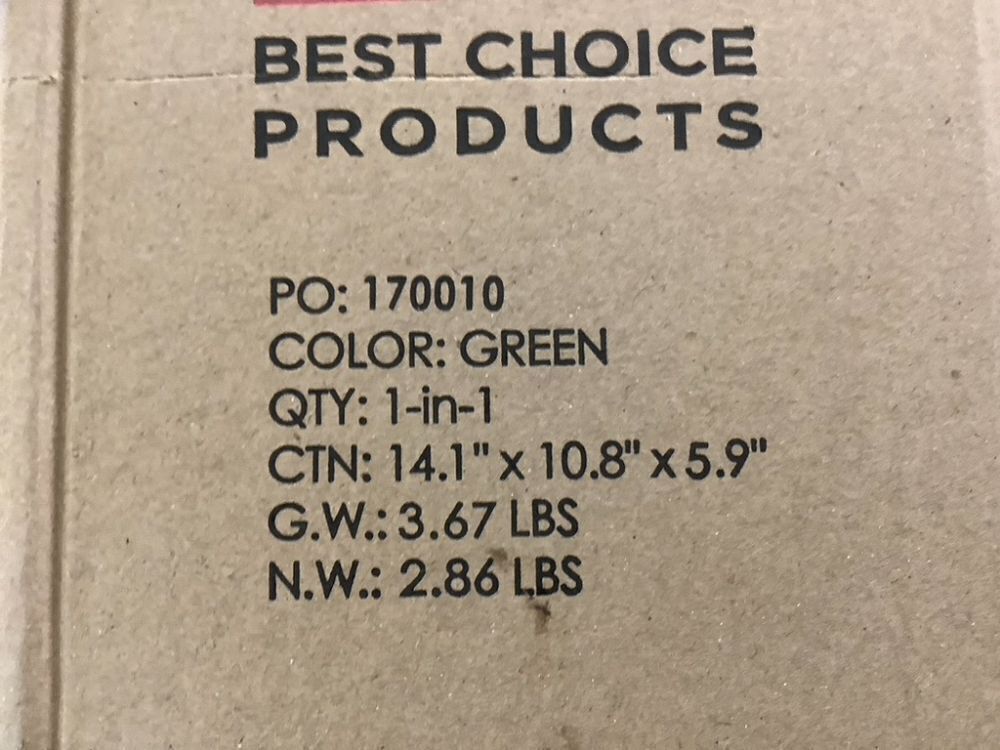 BEST CHOICE
PRODUCTS
PO: 170010
COLOR: GREEN
QTY: 1-in-1
CTN: 14.1" x 10.8" x 5.9"
G.W.: 3.67 LBS
N.W.: 2.86 LBS